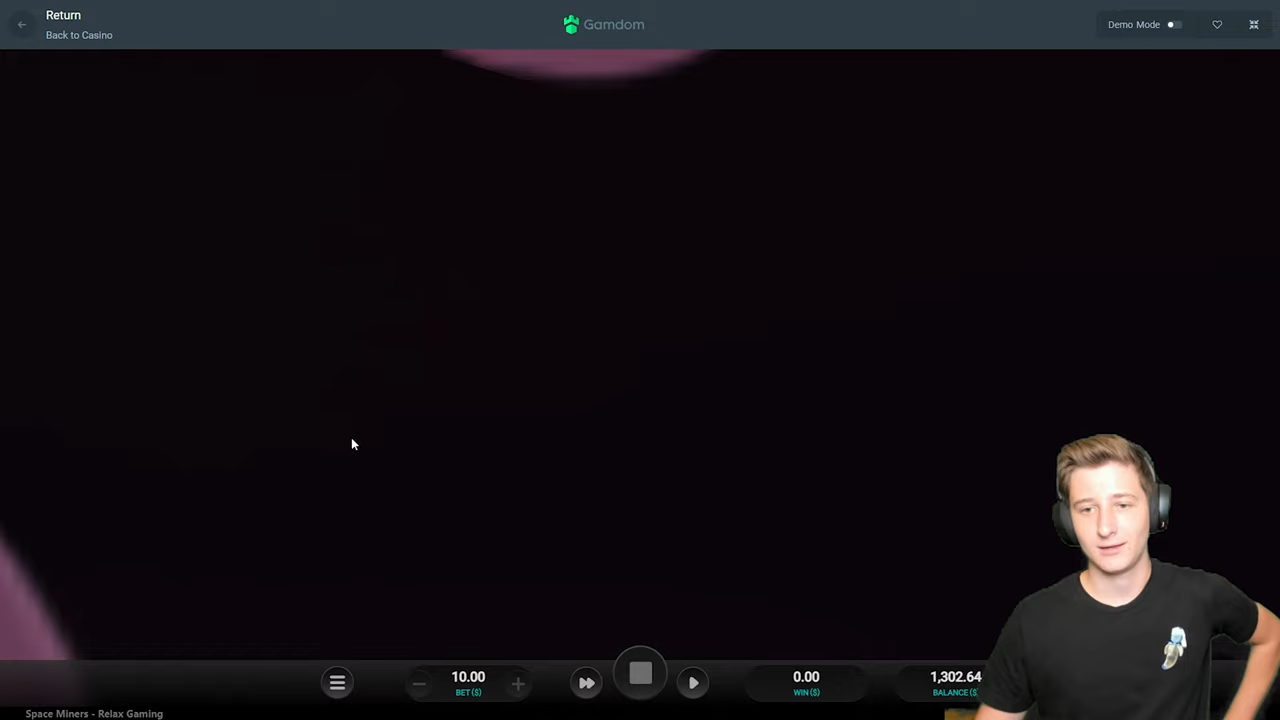 Return
Back to Casino
Gamdom
Demo Mode
10.00
BET($)
0.00
WIN($)
1,302.64
BALANCE($
Space Miners - Relax Gaming